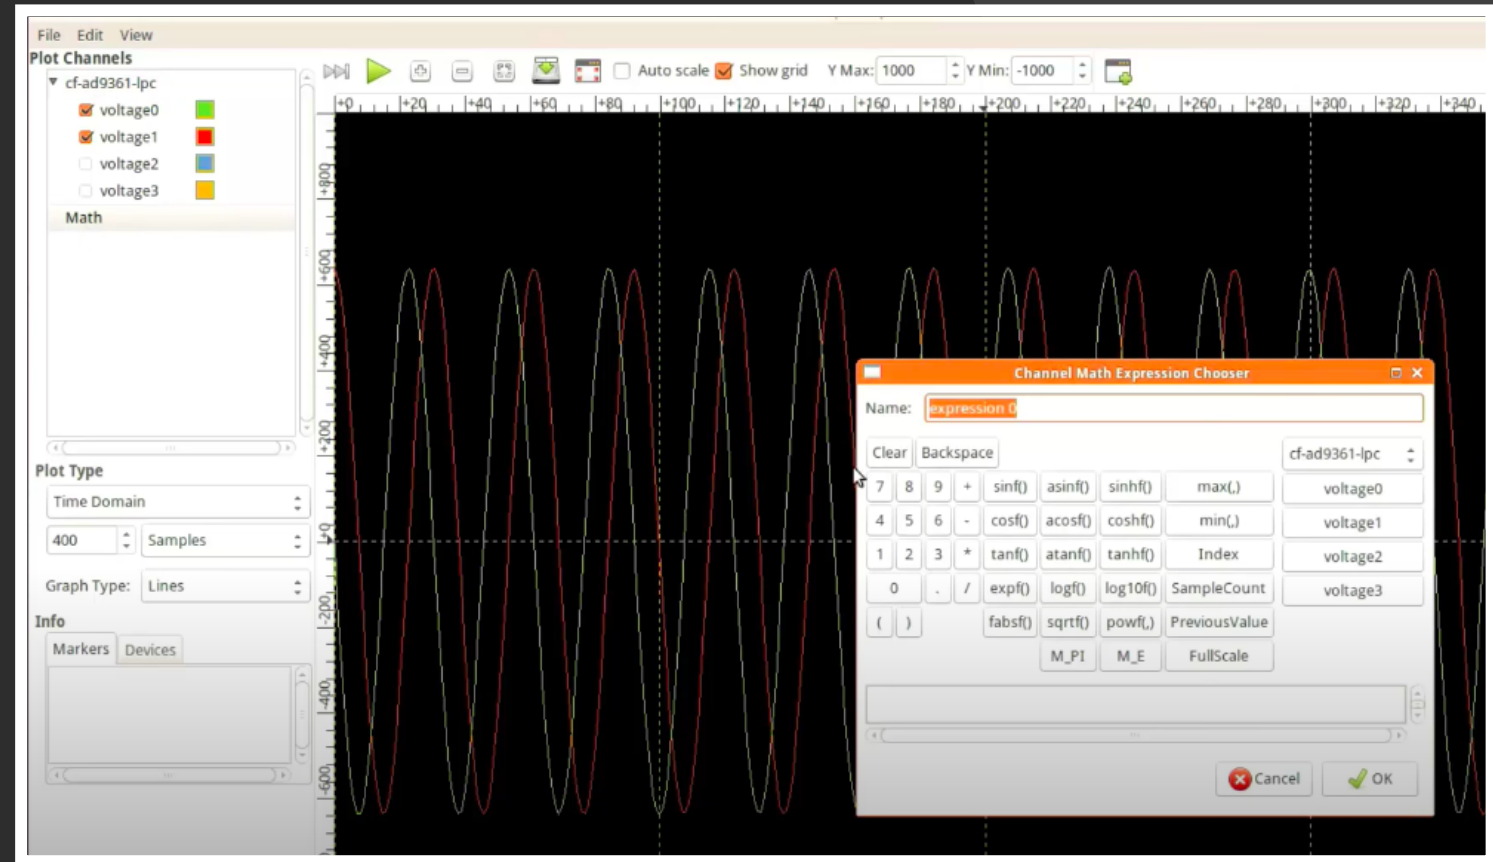 File Edit View
Plot Channels
cf-ad9361-lpc
voltage0
voltage1
voltage2
voltage3
Math
Auto scale Show grid Y Max: 1000 Y Min: -1000
+0 +20 +40 +60 +80 +100 +120 +140 +160 +180 +200 +220 +240 +260 +280 +300 +320 +340
+800
+600
+400
+200
+0
-200
-400
-600
Plot Type
Time Domain
400 Samples
Graph Type: Lines
Info
Markers Devices
Channel Math Expression Chooser
Name: expression 0
Clear Backspace cf-ad9361-lpc
7 8 9 + sinf() asinf() sinhf() max(,) voltage0
4 5 6 - cosf() acosf() coshf() min(,) voltage1
1 2 3 * tanf() atanf() tanhf() Index voltage2
0 . / expf() logf() log10f() SampleCount voltage3
( ) fabsf() sqrtf() powf(,) PreviousValue
M_PI M_E FullScale
Cancel OK